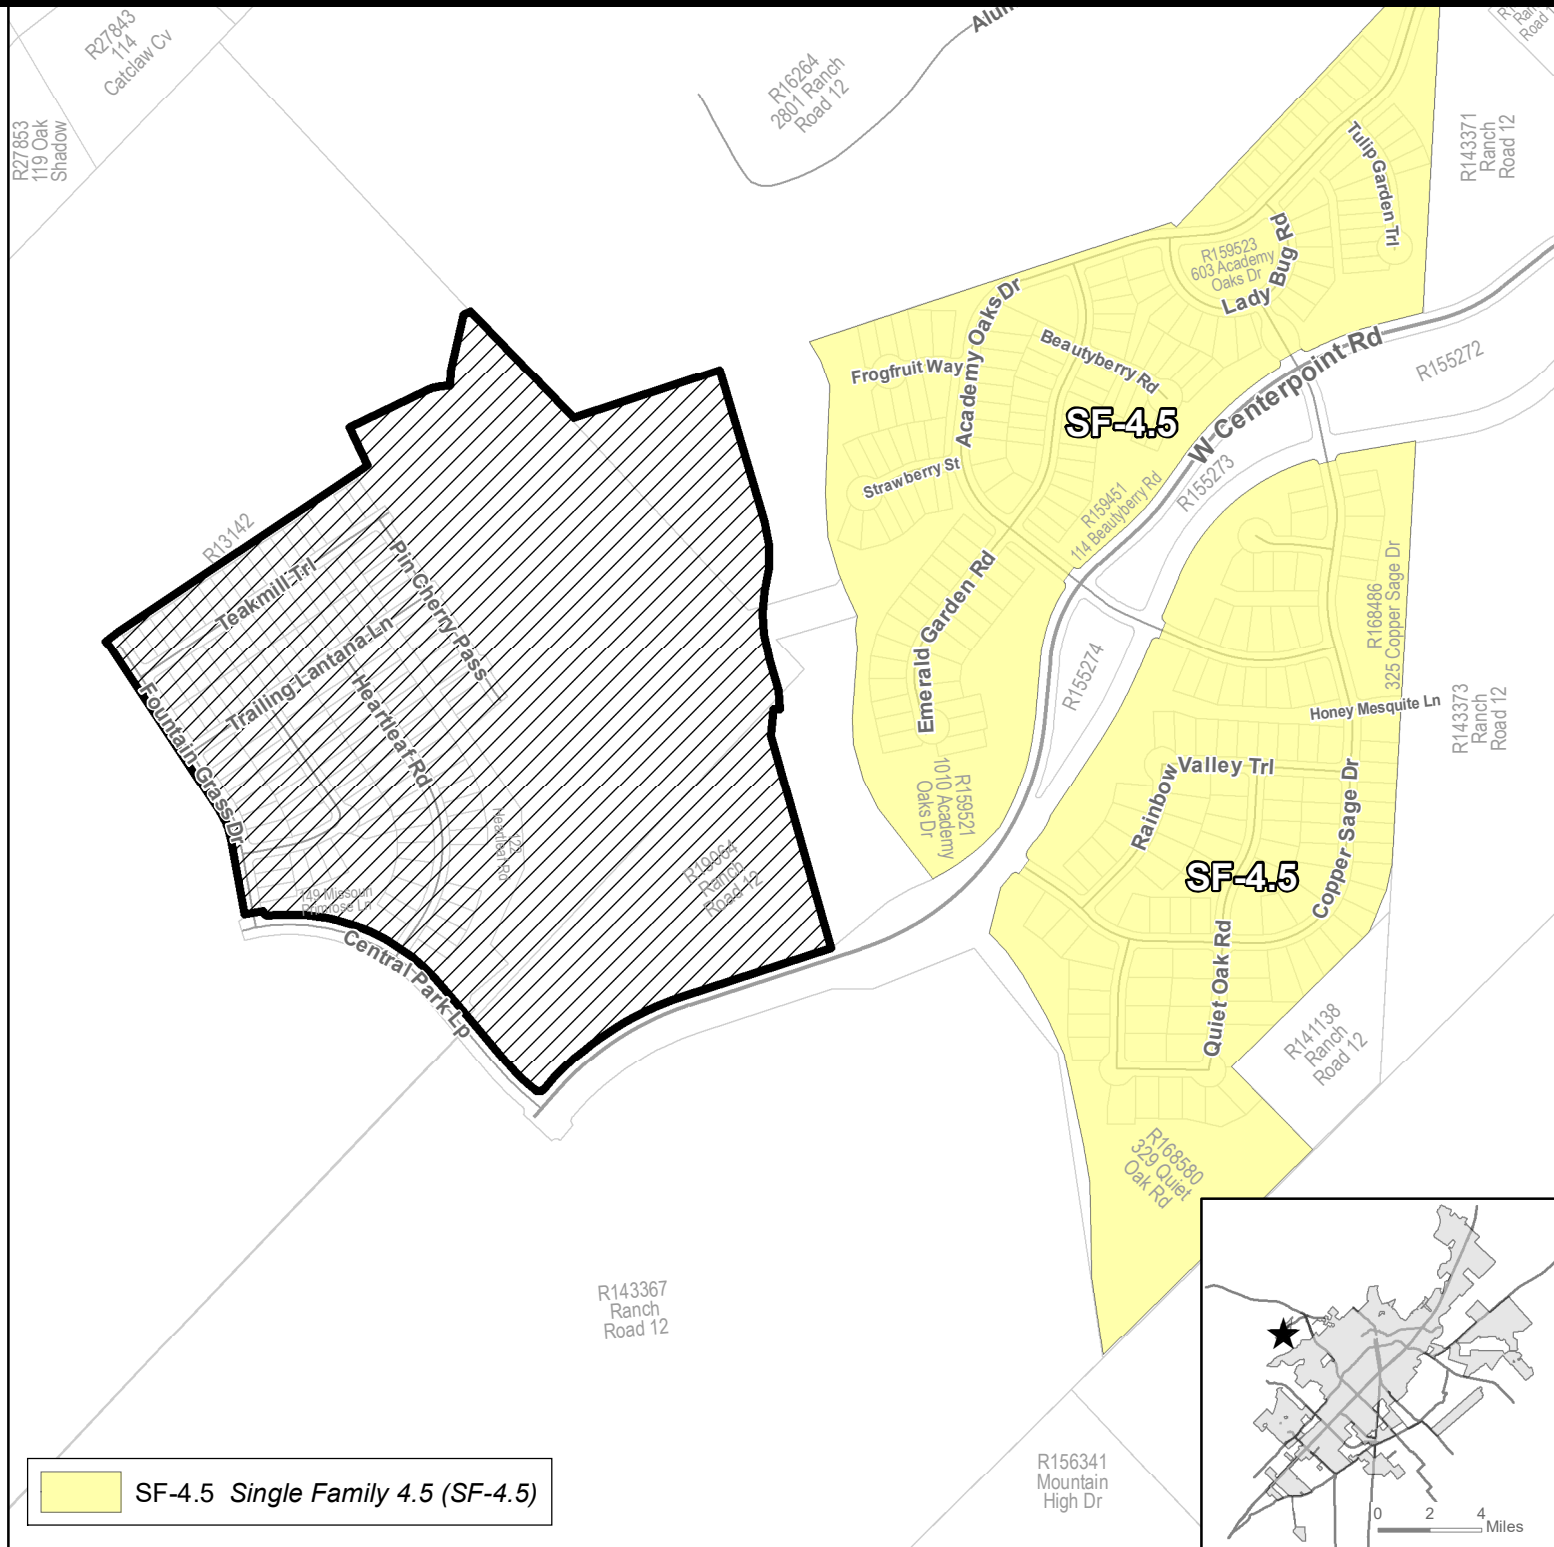 R27843
114
Catclaw Cv
R27853
119 Oak
Shadow
R16264
2801 Ranch
Road 12
R143371
Ranch
Road 12
Tulip Garden Trl
R159523
603 Academy
Oaks Dr
Lady Bug Rd
Academy Oaks Dr
Beautyberry Rd
Frogfruit Way
SF-4.5
W Centerpoint Rd
R155272
Strawberry St
R159451
114 Beautyberry Rd
R155273
R13142
Teakmill Trl
Pin Cherry Pass
Trailing Lantana Ln
Heartleaf Rd
Fountain Grass Dr
Emerald Garden Rd
R168486
325 Copper Sage Dr
R155274
Honey Mesquite Ln
R143373
Ranch
Road 12
Rainbow Valley Trl
Copper Sage Dr
R159521
1010 Academy
Oaks Dr
122
Heartleaf Rd
R19064
Ranch
Road 12
149 Missouri
Primrose Ln
Central Park Lp
SF-4.5
Quiet Oak Rd
R141138
Ranch
Road 12
R168580
329 Quiet
Oak Rd
R143367
Ranch
Road 12
R156341
Mountain
High Dr
SF-4.5 Single Family 4.5 (SF-4.5)
0 2 4
Miles